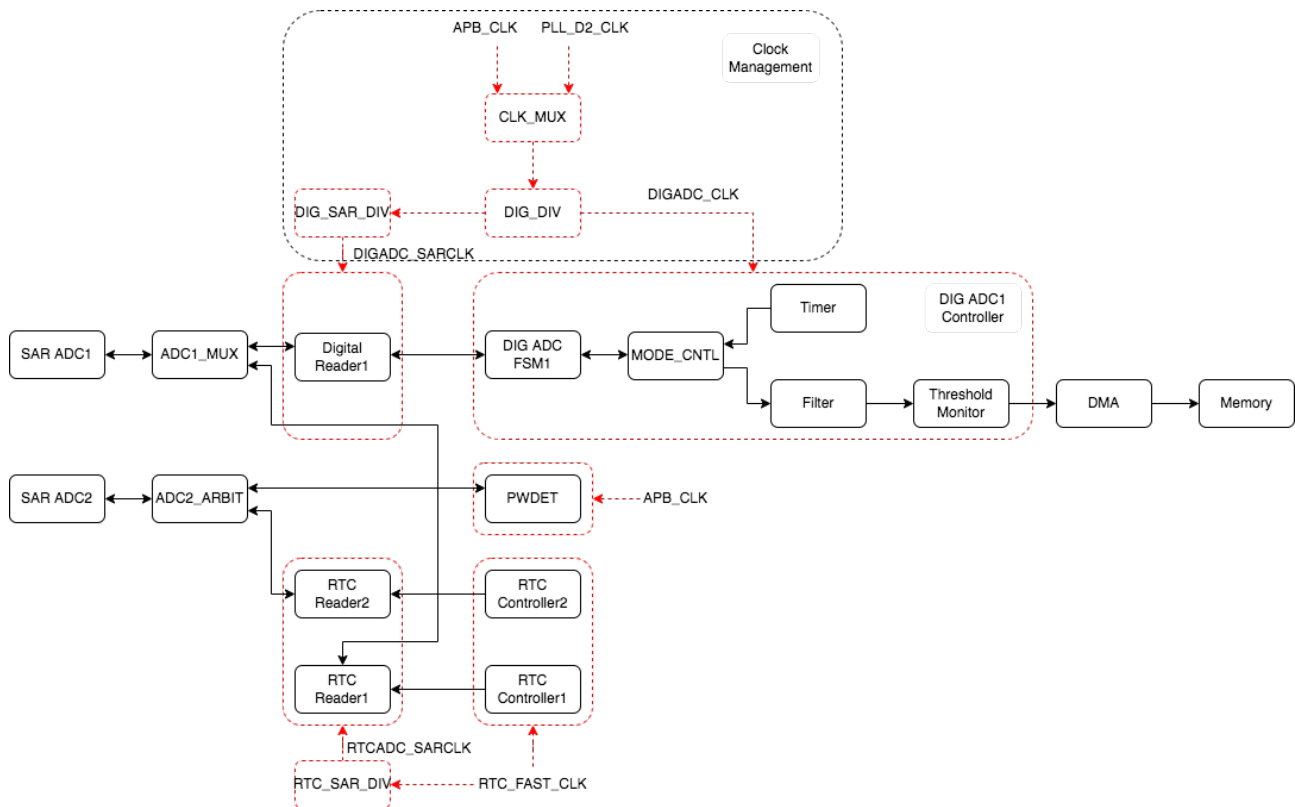 APB_CLK
PLL_D2_CLK
Clock
Management
CLK_MUX
DIGADC_CLK
DIG_SAR_DIV
DIG_DIV
DIGADC_SARCLK
DIG ADC1
Controller
Timer
SAR ADC1
ADC1_MUX
Digital
Reader1
DIG ADC
FSM1
MODE_CNTL
Filter
Threshold
Monitor
DMA
Memory
SAR ADC2
ADC2_ARBIT
PWDET
APB_CLK
RTC
Reader2
RTC
Controller2
RTC
Reader1
RTC
Controller1
RTCADC_SARCLK
RTC_SAR_DIV
RTC_FAST_CLK